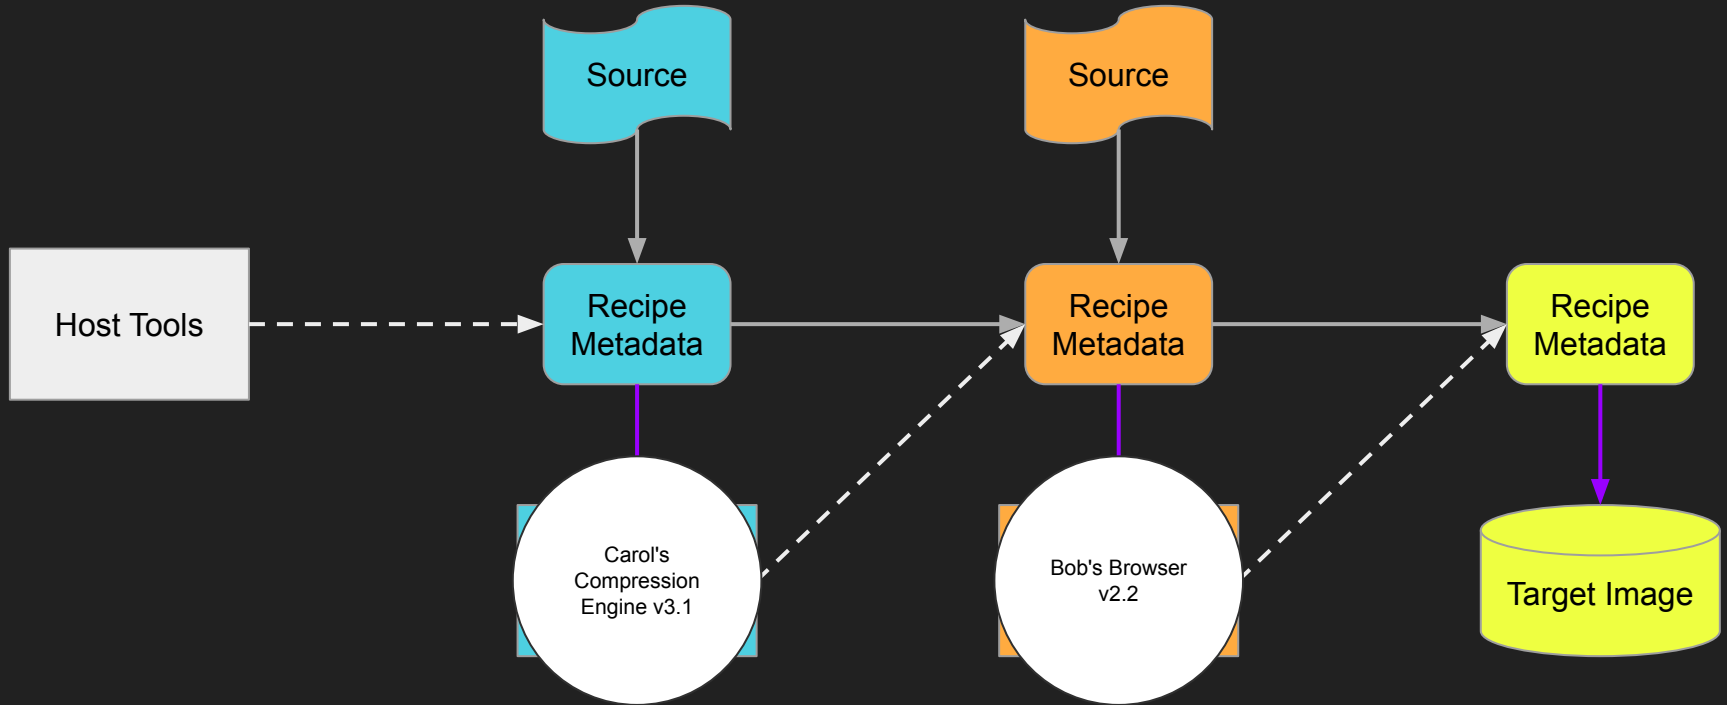 Source
Source
Host Tools
Recipe
Metadata
Recipe
Metadata
Recipe
Metadata
Carol's
Compression
Engine v3.1
Bob's Browser
v2.2
Target Image